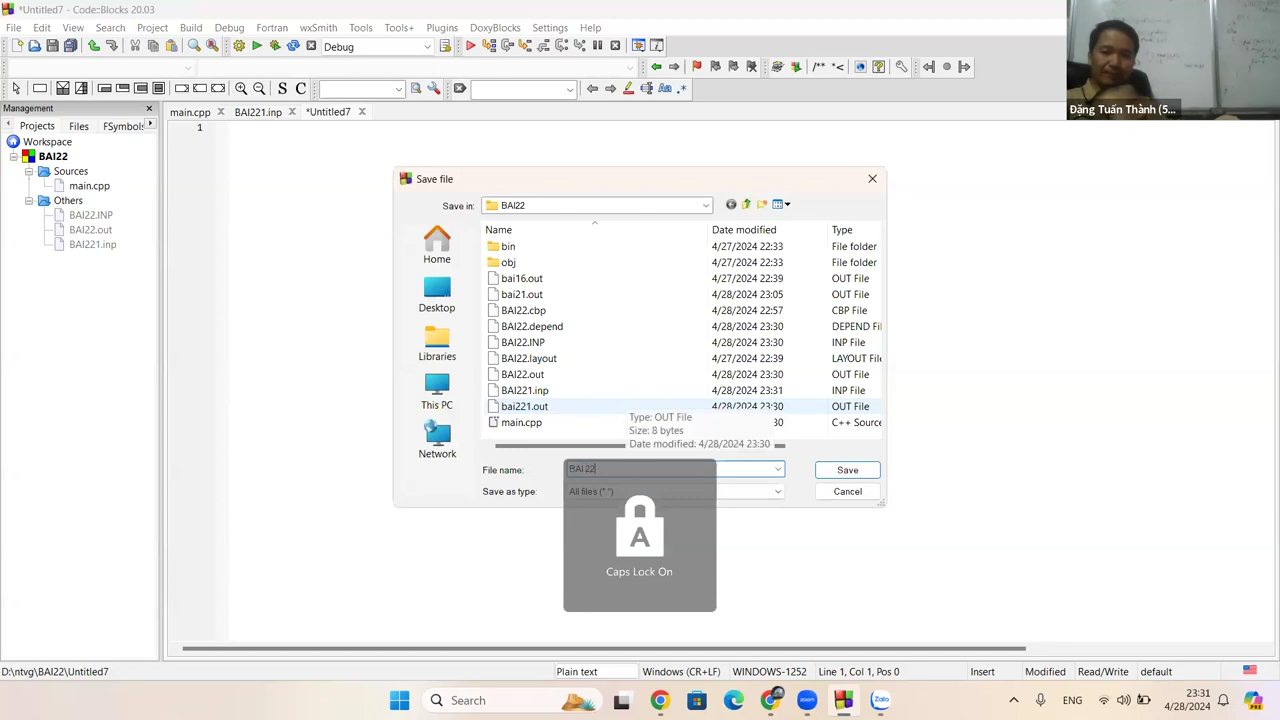 *Untitled7 - Code::Blocks 20.03
File Edit View Search Project Build Debug Fortran wxSmith Tools Tools+ Plugins DoxyBlocks Settings Help
Debug
/** *<
S C
Aa .*
Management
Projects Files FSymbols
main.cpp BAI221.inp *Untitled7
1
Workspace
BAI22
Sources
main.cpp
Others
BAI22.INP
BAI22.out
BAI221.inp
Đặng Tuấn Thành (5...
Save file
Save in: BAI22
Name Date modified Type
bin 4/27/2024 22:33 File folder
obj 4/27/2024 22:33 File folder
bai16.out 4/27/2024 22:39 OUT File
bai21.out 4/28/2024 23:05 OUT File
BAI22.cbp 4/28/2024 22:57 CBP File
BAI22.depend 4/28/2024 23:30 DEPEND Fil
BAI22.INP 4/28/2024 23:30 INP File
BAI22.layout 4/27/2024 22:39 LAYOUT File
BAI22.out 4/28/2024 23:30 OUT File
BAI221.inp 4/28/2024 23:31 INP File
bai221.out 4/28/2024 23:30 OUT File
main.cpp 30 C++ Source
Type: OUT File
Size: 8 bytes
Date modified: 4/28/2024 23:30
Home
Desktop
Libraries
This PC
Network
File name: BAI 22 Save
Save as type: All files (*.*) Cancel
A
Caps Lock On
D:\ntvg\BAI22\Untitled7 Plain text Windows (CR+LF) WINDOWS-1252 Line 1, Col 1, Pos 0 Insert Modified Read/Write default
Search
zoom
Zalo
ENG
23:31
4/28/2024
PRE